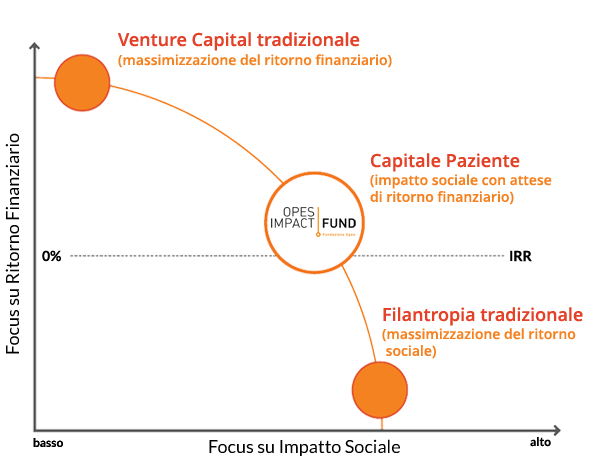 Venture Capital tradizionale
(massimizzazione del ritorno finanziario)
Capitale Paziente
(impatto sociale con attese
di ritorno finanziario)
OPES
IMPACT
FUND
0%
IRR
Filantropia tradizionale
(massimizzazione del ritorno
sociale)
Focus su Ritorno Finanziario
basso
Focus su Impatto Sociale
alto